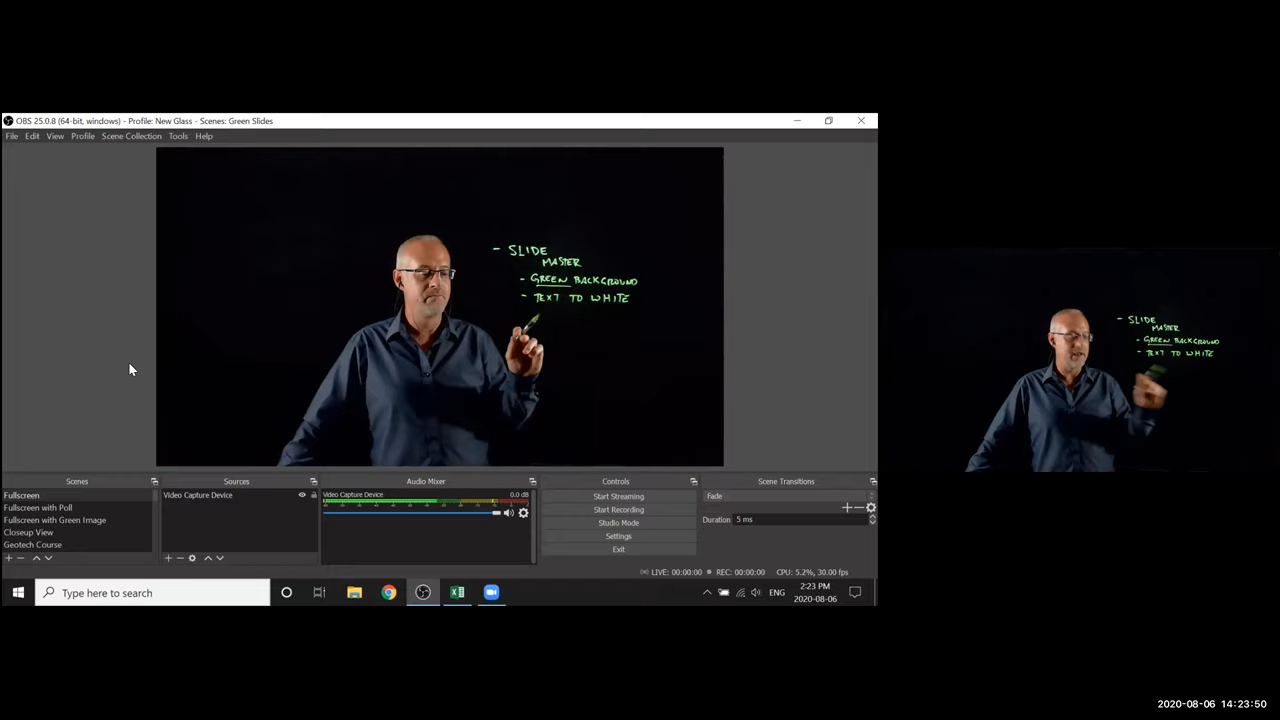 OBS 25.0.8 (64-bit, windows) - Profile: New Glass - Scenes: Green Slides
File Edit View Profile Scene Collection Tools Help
- SLIDE
MASTER
- GREEN BACKGROUND
- TEXT TO WHITE
- SLIDE
MASTER
- GREEN BACKGROUND
- TEXT TO WHITE
Scenes
Fullscreen
Fullscreen with Poll
Fullscreen with Green Image
Closeup View
Geotech Course
Sources
Video Capture Device
Audio Mixer
Video Capture Device 0.0 dB
Controls
Start Streaming
Start Recording
Studio Mode
Settings
Exit
Scene Transitions
Fade
Duration 5 ms
LIVE: 00:00:00 REC: 00:00:00 CPU: 5.2%, 30.00 fps
Type here to search
ENG
2:23 PM
2020-08-06
2020-08-06 14:23:50